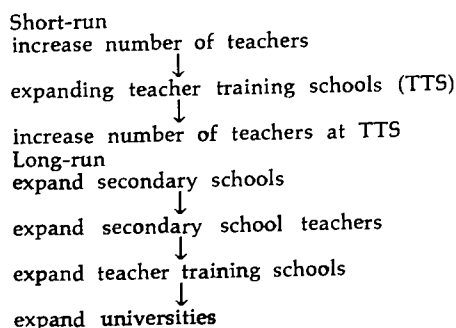 Short-run
increase number of teachers
expanding teacher training schools (TTS)
increase number of teachers at TTS
Long-run
expand secondary schools
expand secondary school teachers
expand teacher training schools
expand universities